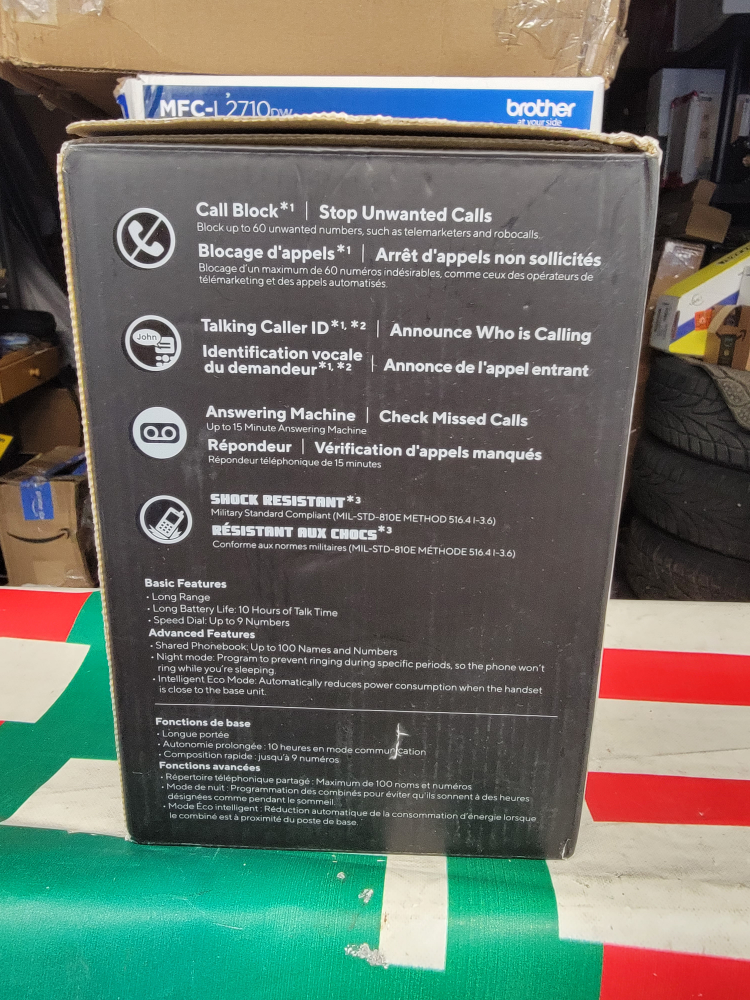 MFC-L2710DW
brother
at your side
Call Block*1 | Stop Unwanted Calls
Block up to 60 unwanted numbers, such as telemarketers and robocalls.
Blocage d'appels*1 | Arrêt d'appels non sollicités
Blocage d'un maximum de 60 numéros indésirables, comme ceux des opérateurs de
télémarketing et des appels automatisés.
John
Talking Caller ID*1, *2 | Announce Who is Calling
Identification vocale
du demandeur*1, *2 | Annonce de l'appel entrant
Answering Machine | Check Missed Calls
Up to 15 Minute Answering Machine
Répondeur | Vérification d'appels manqués
Répondeur téléphonique de 15 minutes
SHOCK RESISTANT*3
Military Standard Compliant (MIL-STD-810E METHOD 516.4 I-3.6)
RÉSISTANT AUX CHOCS*3
Conforme aux normes militaires (MIL-STD-810E MÉTHODE 516.4 I-3.6)
Basic Features
• Long Range
• Long Battery Life: 10 Hours of Talk Time
• Speed Dial: Up to 9 Numbers
Advanced Features
• Shared Phonebook: Up to 100 Names and Numbers
• Night mode: Program to prevent ringing during specific periods, so the phone won't
ring while you're sleeping.
• Intelligent Eco Mode: Automatically reduces power consumption when the handset
is close to the base unit.
Fonctions de base
• Longue portée
• Autonomie prolongée : 10 heures en mode communication
• Composition rapide : jusqu'à 9 numéros
Fonctions avancées
• Répertoire téléphonique partagé : Maximum de 100 noms et numéros
• Mode de nuit : Programmation des combinés pour éviter qu'ils sonnent à des heures
désignées comme pendant le sommeil.
• Mode Éco intelligent : Réduction automatique de la consommation d'énergie lorsque
le combiné est à proximité du poste de base.